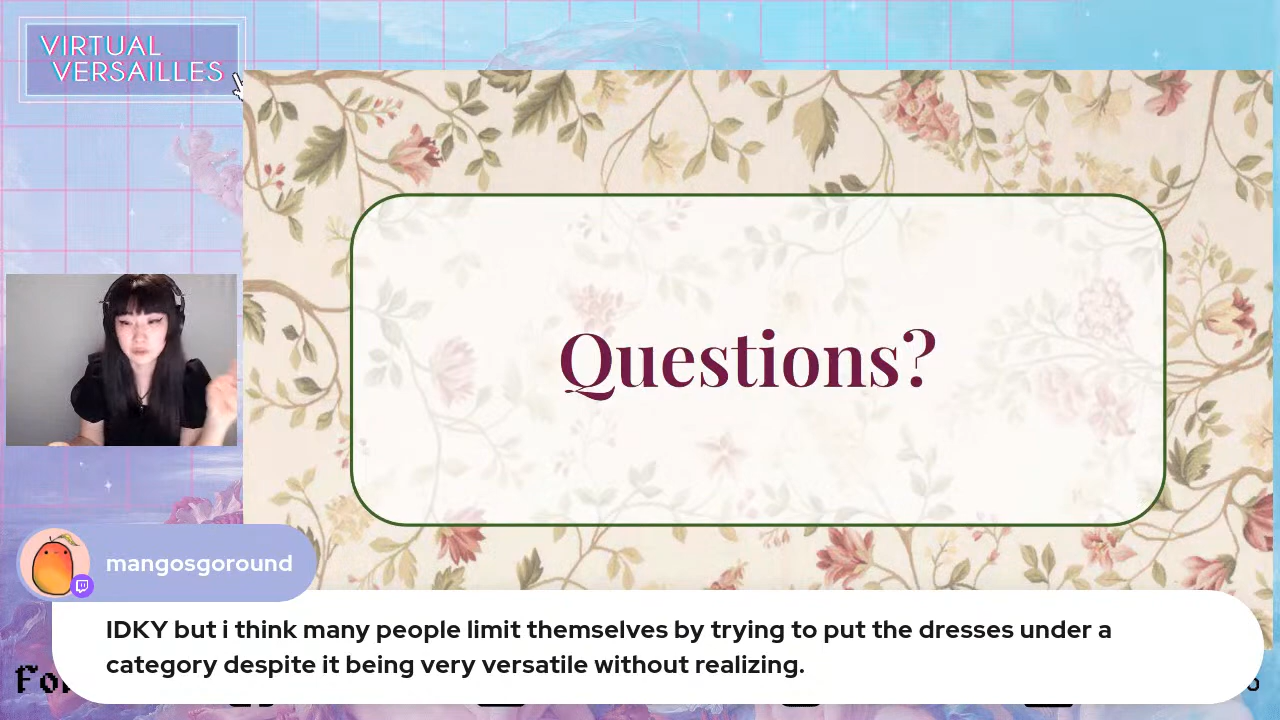 VIRTUAL
VERSAILLES
Questions?
mangosgoround
IDKY but i think many people limit themselves by trying to put the dresses under a
category despite it being very versatile without realizing.